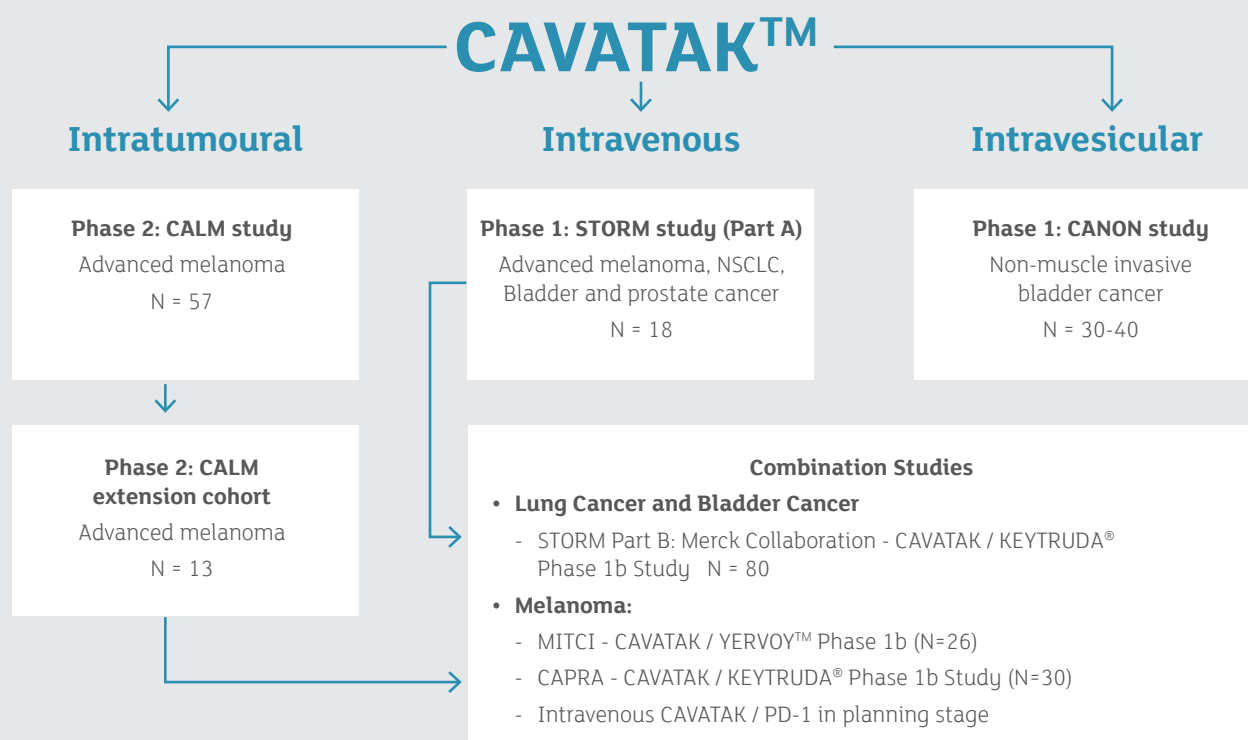 CAVATAK™
Intratumoural
Intravenous
Intravesicular
Phase 2: CALM study
Advanced melanoma
N = 57
Phase 1: STORM study (Part A)
Advanced melanoma, NSCLC,
Bladder and prostate cancer
N = 18
Phase 1: CANON study
Non-muscle invasive
bladder cancer
N = 30-40
Phase 2: CALM
extension cohort
Advanced melanoma
N = 13
Combination Studies
• Lung Cancer and Bladder Cancer
- STORM Part B: Merck Collaboration - CAVATAK / KEYTRUDA®
Phase 1b Study N = 80
• Melanoma:
- MITCI - CAVATAK / YERVOY™ Phase 1b (N=26)
- CAPRA - CAVATAK / KEYTRUDA® Phase 1b Study (N=30)
- Intravenous CAVATAK / PD-1 in planning stage